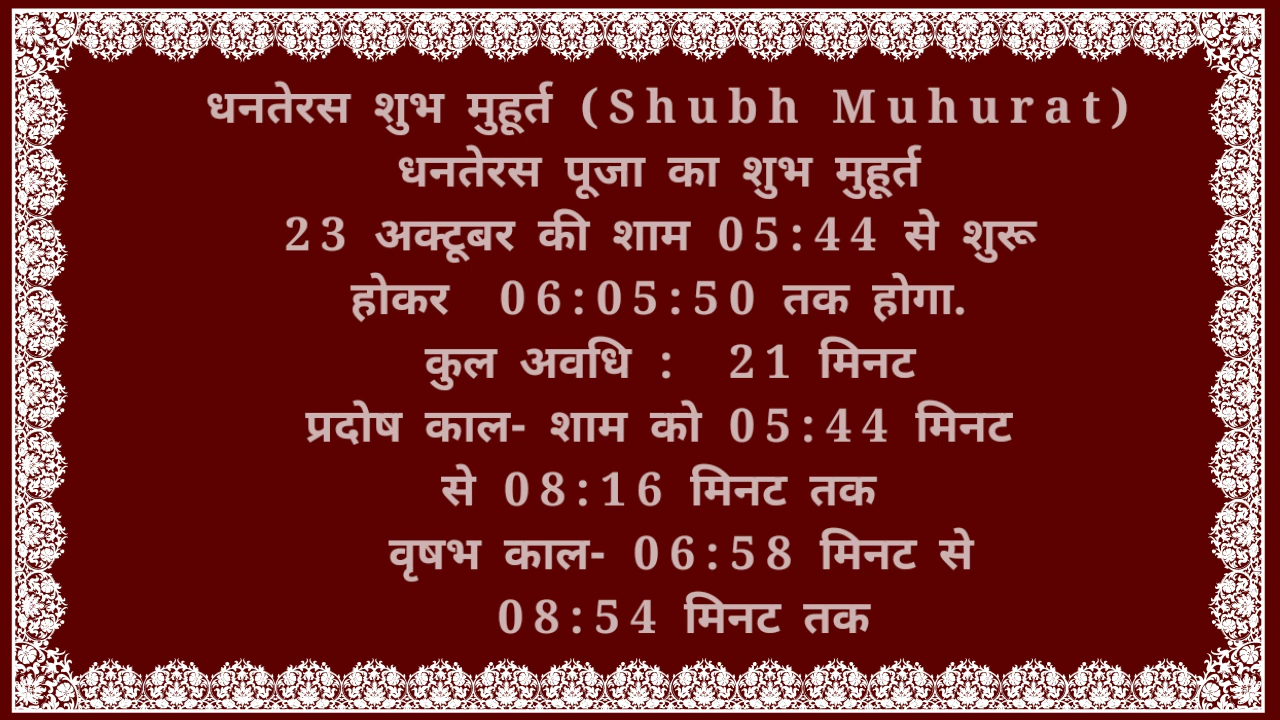 धनतेरस शुभ मुहूर्त (Shubh Muhurat)
धनतेरस पूजा का शुभ मुहूर्त
23 अक्टूबर की शाम 05:44 से शुरू
होकर 06:05:50 तक होगा.
कुल अवधि : 21 मिनट
प्रदोष काल- शाम को 05:44 मिनट
से 08:16 मिनट तक
वृषभ काल- 06:58 मिनट से
08:54 मिनट तक